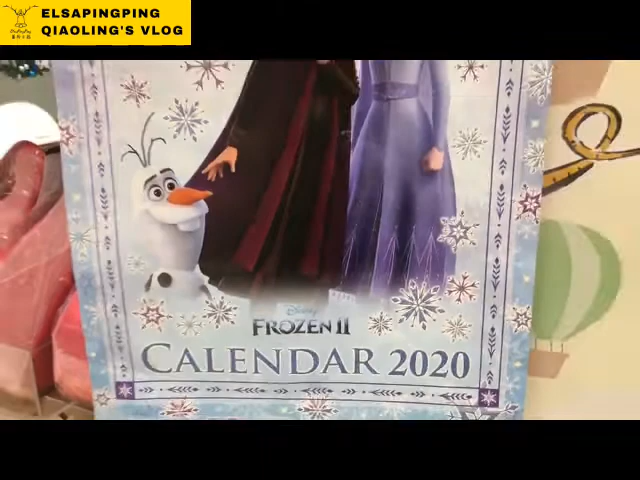 ELSAPINGPING
QIAOLING'S VLOG
Disney
FROZEN II
CALENDAR 2020